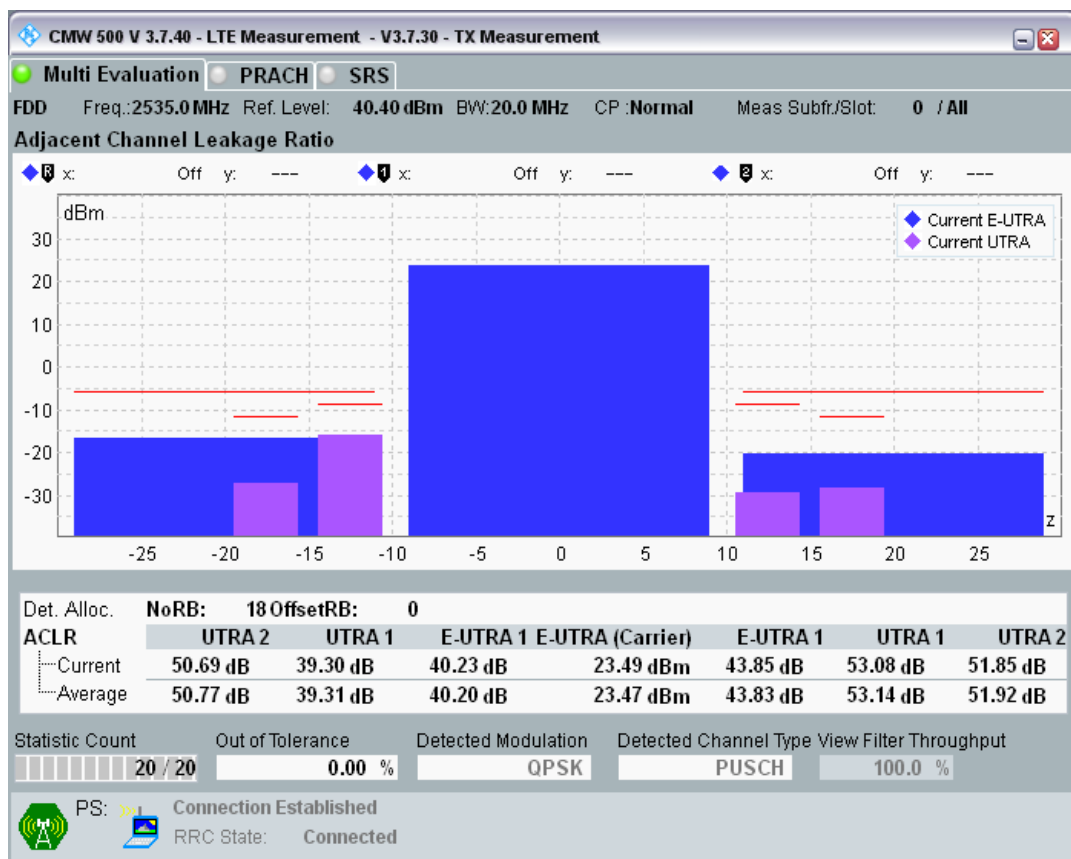 CMW 500 V 3.7.40 - LTE Measurement - V3.7.30 - TX Measurement
Multi Evaluation PRACH SRS
FDD Freq.:2535.0 MHz Ref. Level: 40.40 dBm BW:20.0 MHz CP :Normal Meas Subfr./Slot: 0 / All
Adjacent Channel Leakage Ratio
R x: Off y: --- 1 x: Off y: --- 2 x: Off y: ---
dBm
Current E-UTRA
Current UTRA
30
20
10
0
-10
-20
-30
z
-25 -20 -15 -10 -5 0 5 10 15 20 25
Det. Alloc. NoRB: 18 OffsetRB: 0
ACLR UTRA 2 UTRA 1 E-UTRA 1 E-UTRA (Carrier) E-UTRA 1 UTRA 1 UTRA 2
Current 50.69 dB 39.30 dB 40.23 dB 23.49 dBm 43.85 dB 53.08 dB 51.85 dB
Average 50.77 dB 39.31 dB 40.20 dB 23.47 dBm 43.83 dB 53.14 dB 51.92 dB
Statistic Count Out of Tolerance Detected Modulation Detected Channel Type View Filter Throughput
20 / 20 0.00 % QPSK PUSCH 100.0 %
PS: Connection Established
RRC State: Connected